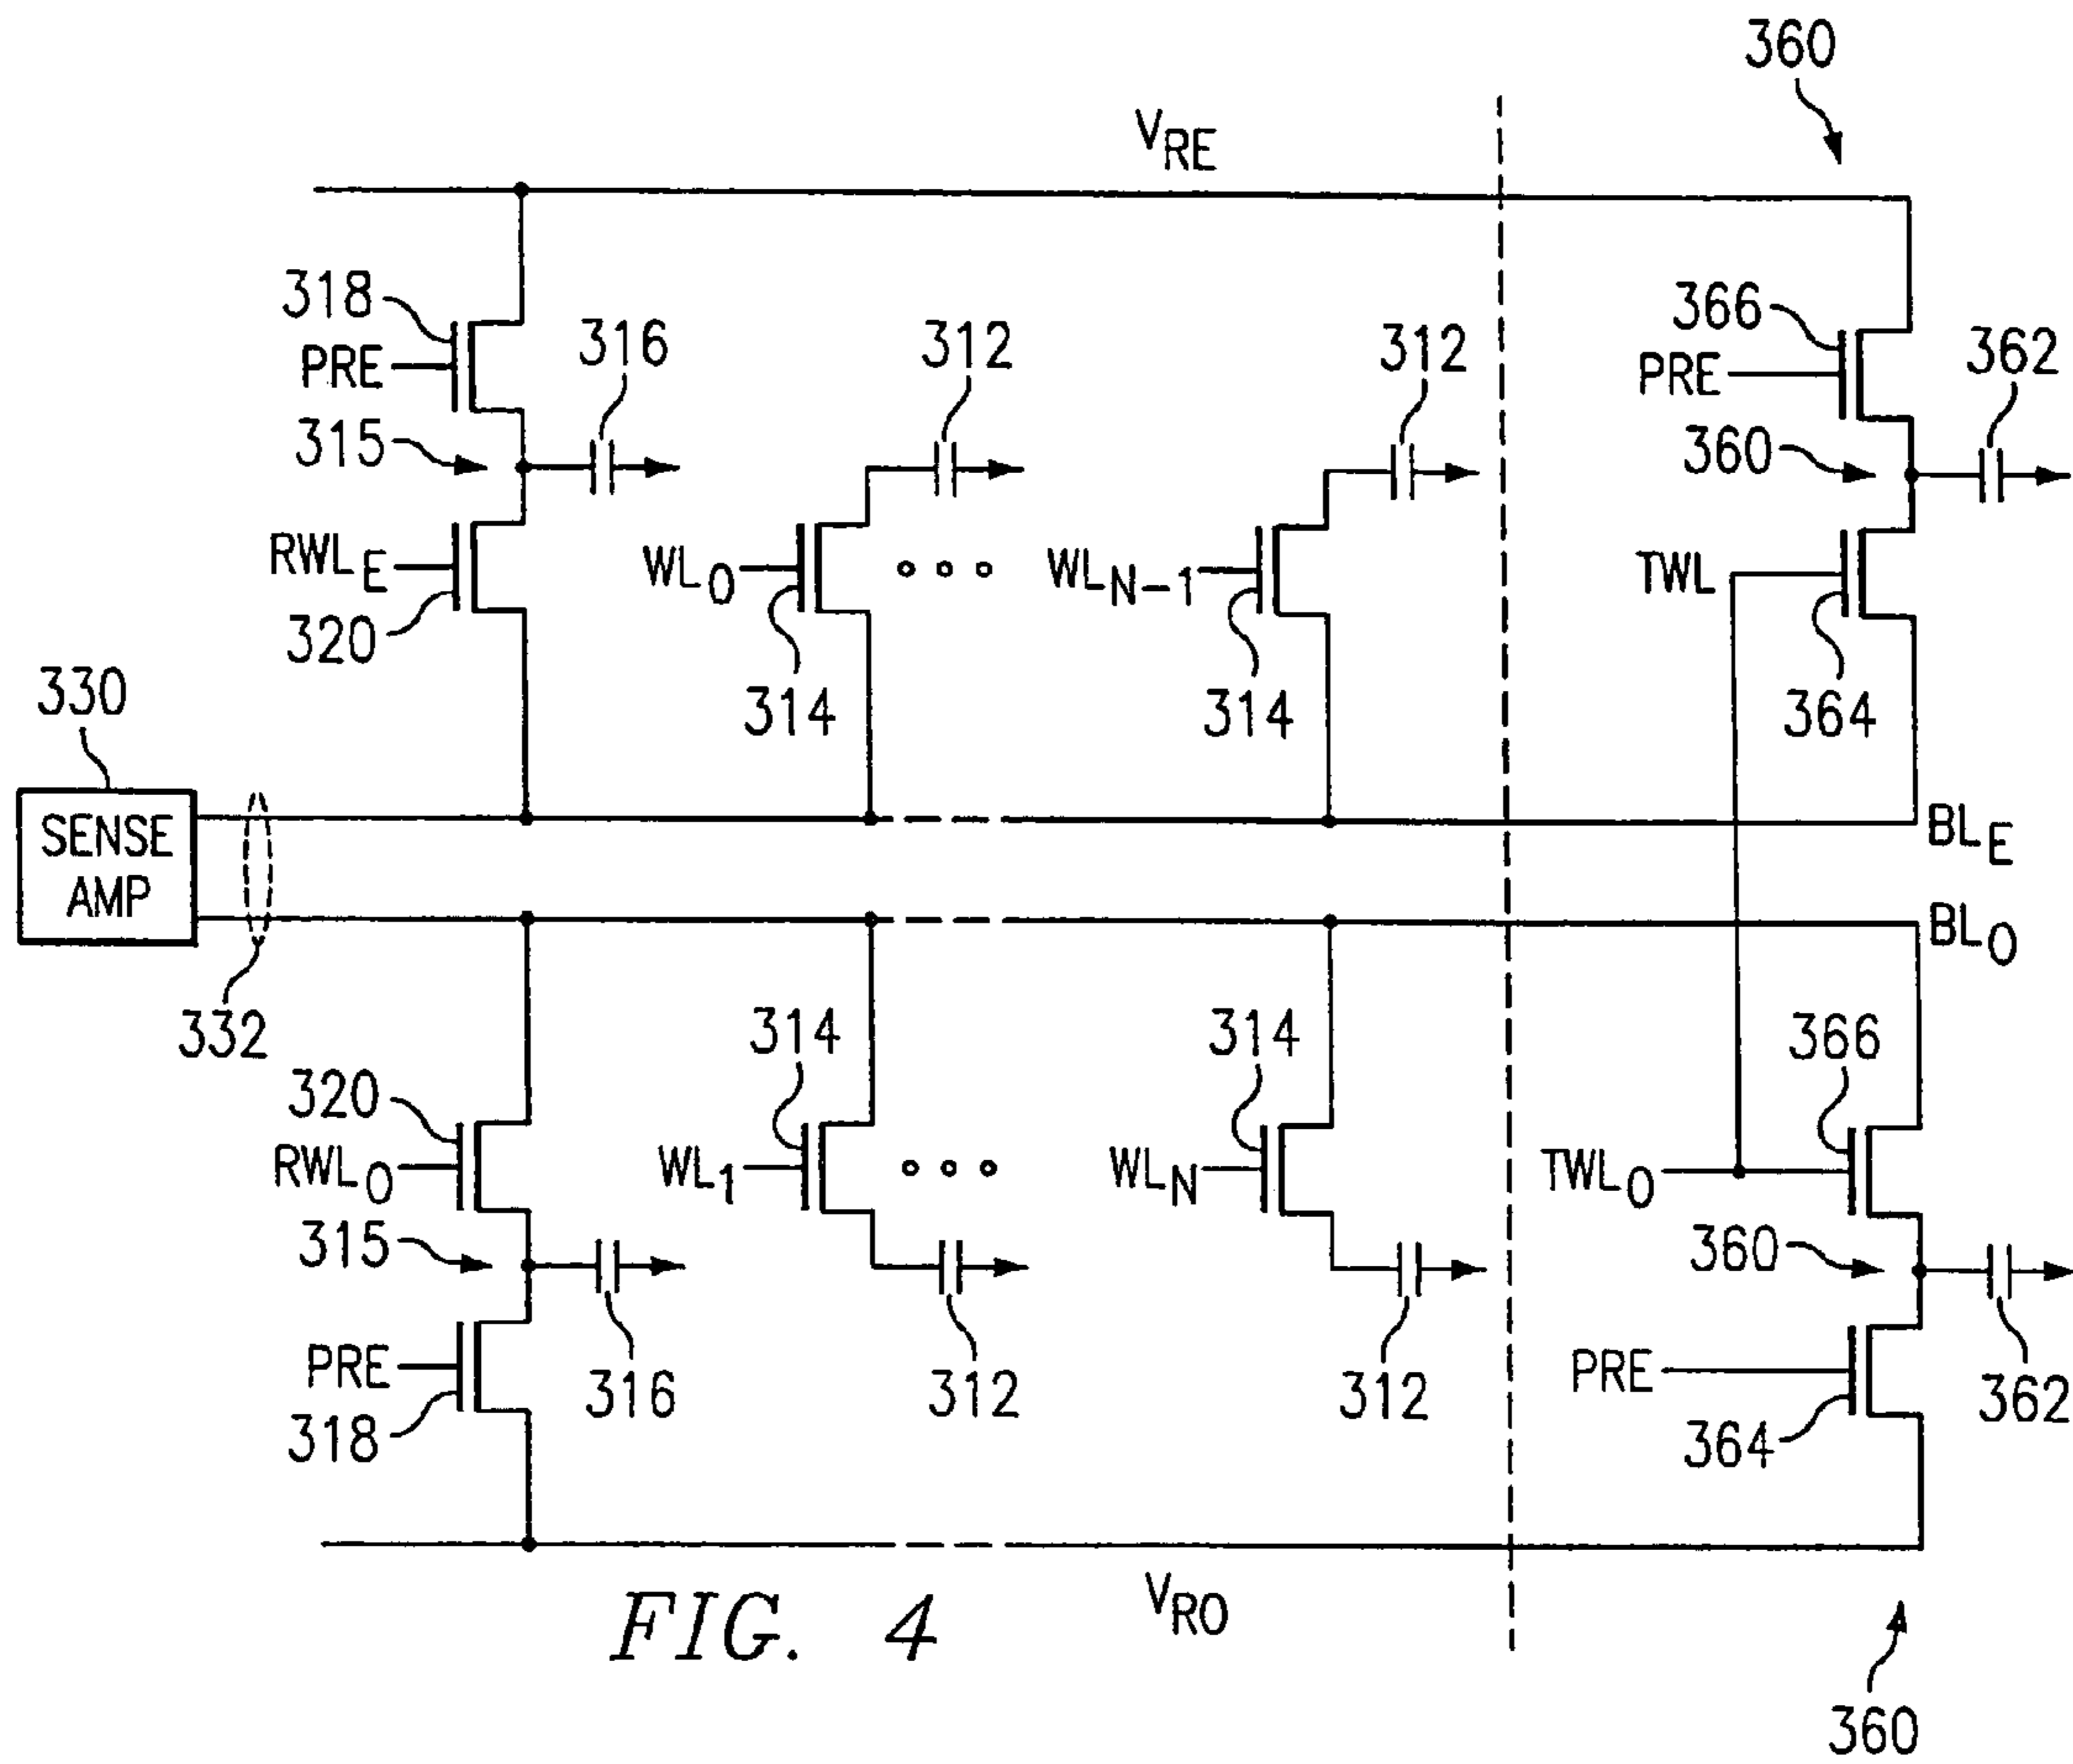 360
V_RE
318
PRE
316
312
312
366
PRE
362
315
360
RWL_E
WL_0
WL_N-1
TWL
320
314
314
364
330
SENSE
AMP
BL_E
BL_O
332
320
314
314
366
RWL_O
WL_1
WL_N
TWL_O
315
360
PRE
316
312
312
PRE
362
318
364
V_RO
FIG. 4
360